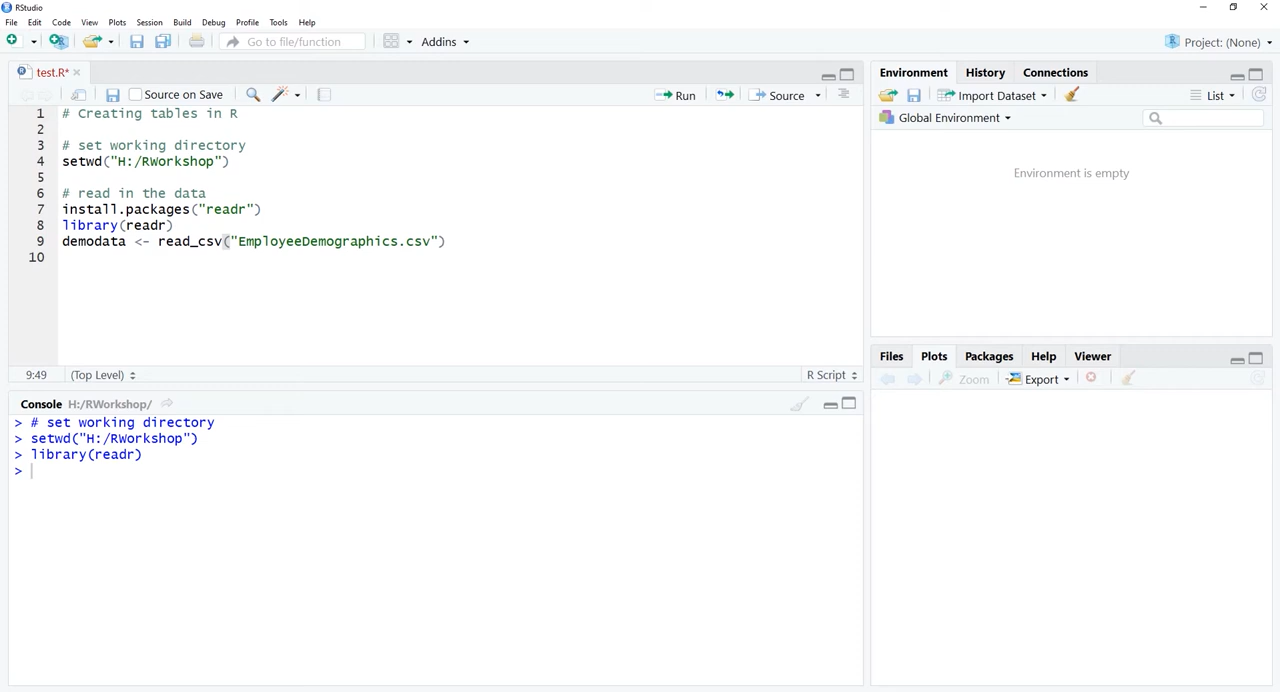 RStudio
File Edit Code View Plots Session Build Debug Profile Tools Help
Go to file/function Addins Project: (None)
test.R*
Source on Save Run Source
1 # Creating tables in R
2
3 # set working directory
4 setwd("H:/RWorkshop")
5
6 # read in the data
7 install.packages("readr")
8 library(readr)
9 demodata <- read_csv("EmployeeDemographics.csv")
10
9:49 (Top Level) R Script
Console H:/RWorkshop/
> # set working directory
> setwd("H:/RWorkshop")
> library(readr)
>
Environment History Connections
Import Dataset List
Global Environment
Environment is empty
Files Plots Packages Help Viewer
Zoom Export